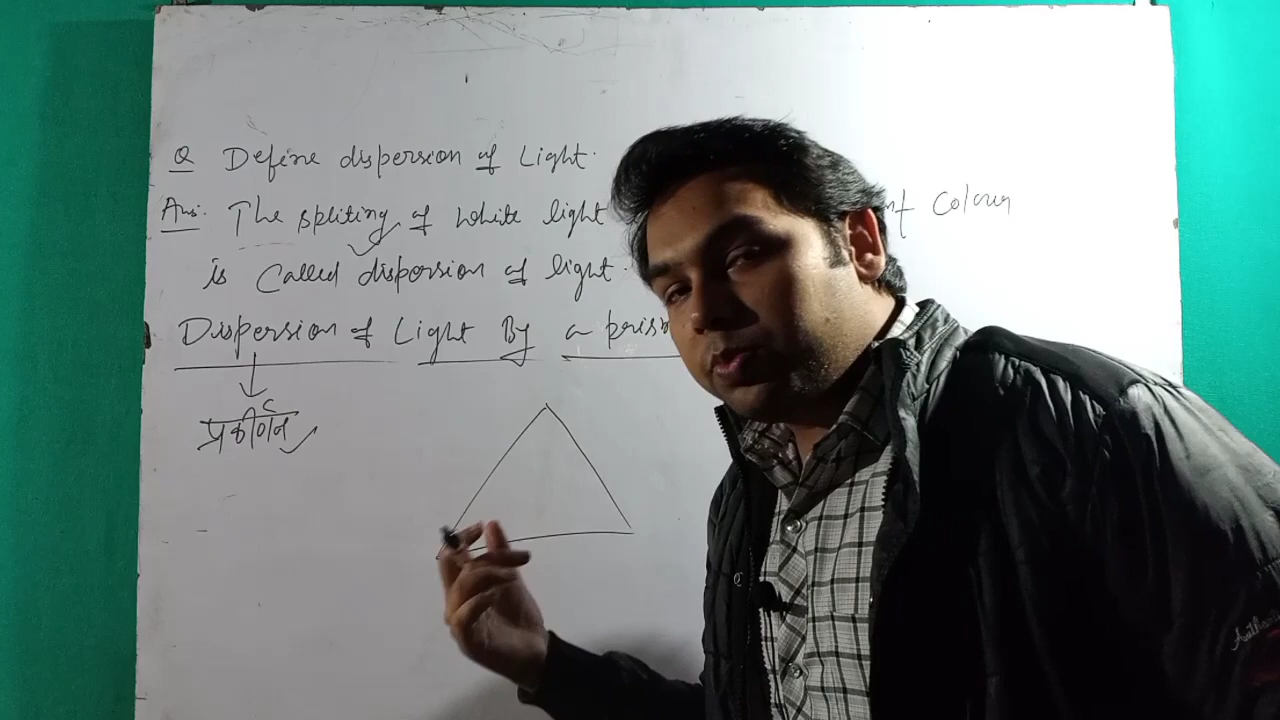 Q Define dispersion of Light.
Ans: The spliting of white light Colour
is Called dispersion of light.
Dispersion of Light By a
प्रकीर्णन